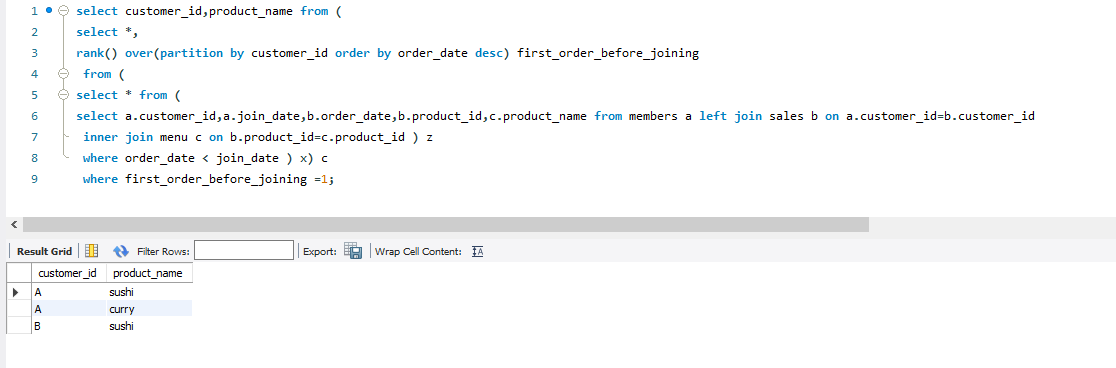 1 select customer_id,product_name from (
2 select *,
3 rank() over(partition by customer_id order by order_date desc) first_order_before_joining
4 from (
5 select * from (
6 select a.customer_id,a.join_date,b.order_date,b.product_id,c.product_name from members a left join sales b on a.customer_id=b.customer_id
7 inner join menu c on b.product_id=c.product_id ) z
8 where order_date < join_date ) x) c
9 where first_order_before_joining =1;
Result Grid Filter Rows: Export: Wrap Cell Content: IA
customer_id product_name
A sushi
A curry
B sushi